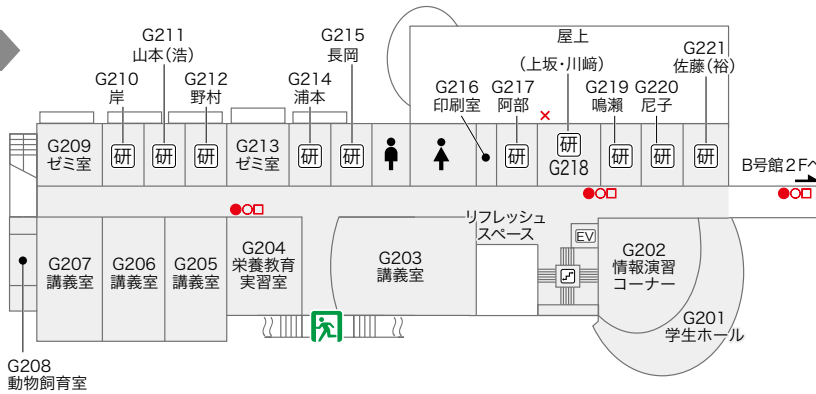 G211
山本（浩）
G210
岸
G212
野村
G214
浦本
G215
長岡
屋上
（上坂・川﨑）
G216
印刷室
G217
阿部
G219
鳴瀬
G220
尼子
G221
佐藤（裕）
G209
ゼミ室
研
研
研
G213
ゼミ室
研
研
研
研
G218
研
研
研
B号館2Fへ
リフレッシュ
スペース
EV
G207
講義室
G206
講義室
G205
講義室
G204
栄養教育
実習室
G203
講義室
G202
情報演習
コーナー
G201
学生ホール
G208
動物飼育室